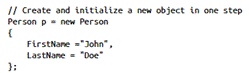 // Create and initialize a new object in one step
Person p = new Person
{
    FirstName ="John",
    LastName = "Doe"
};